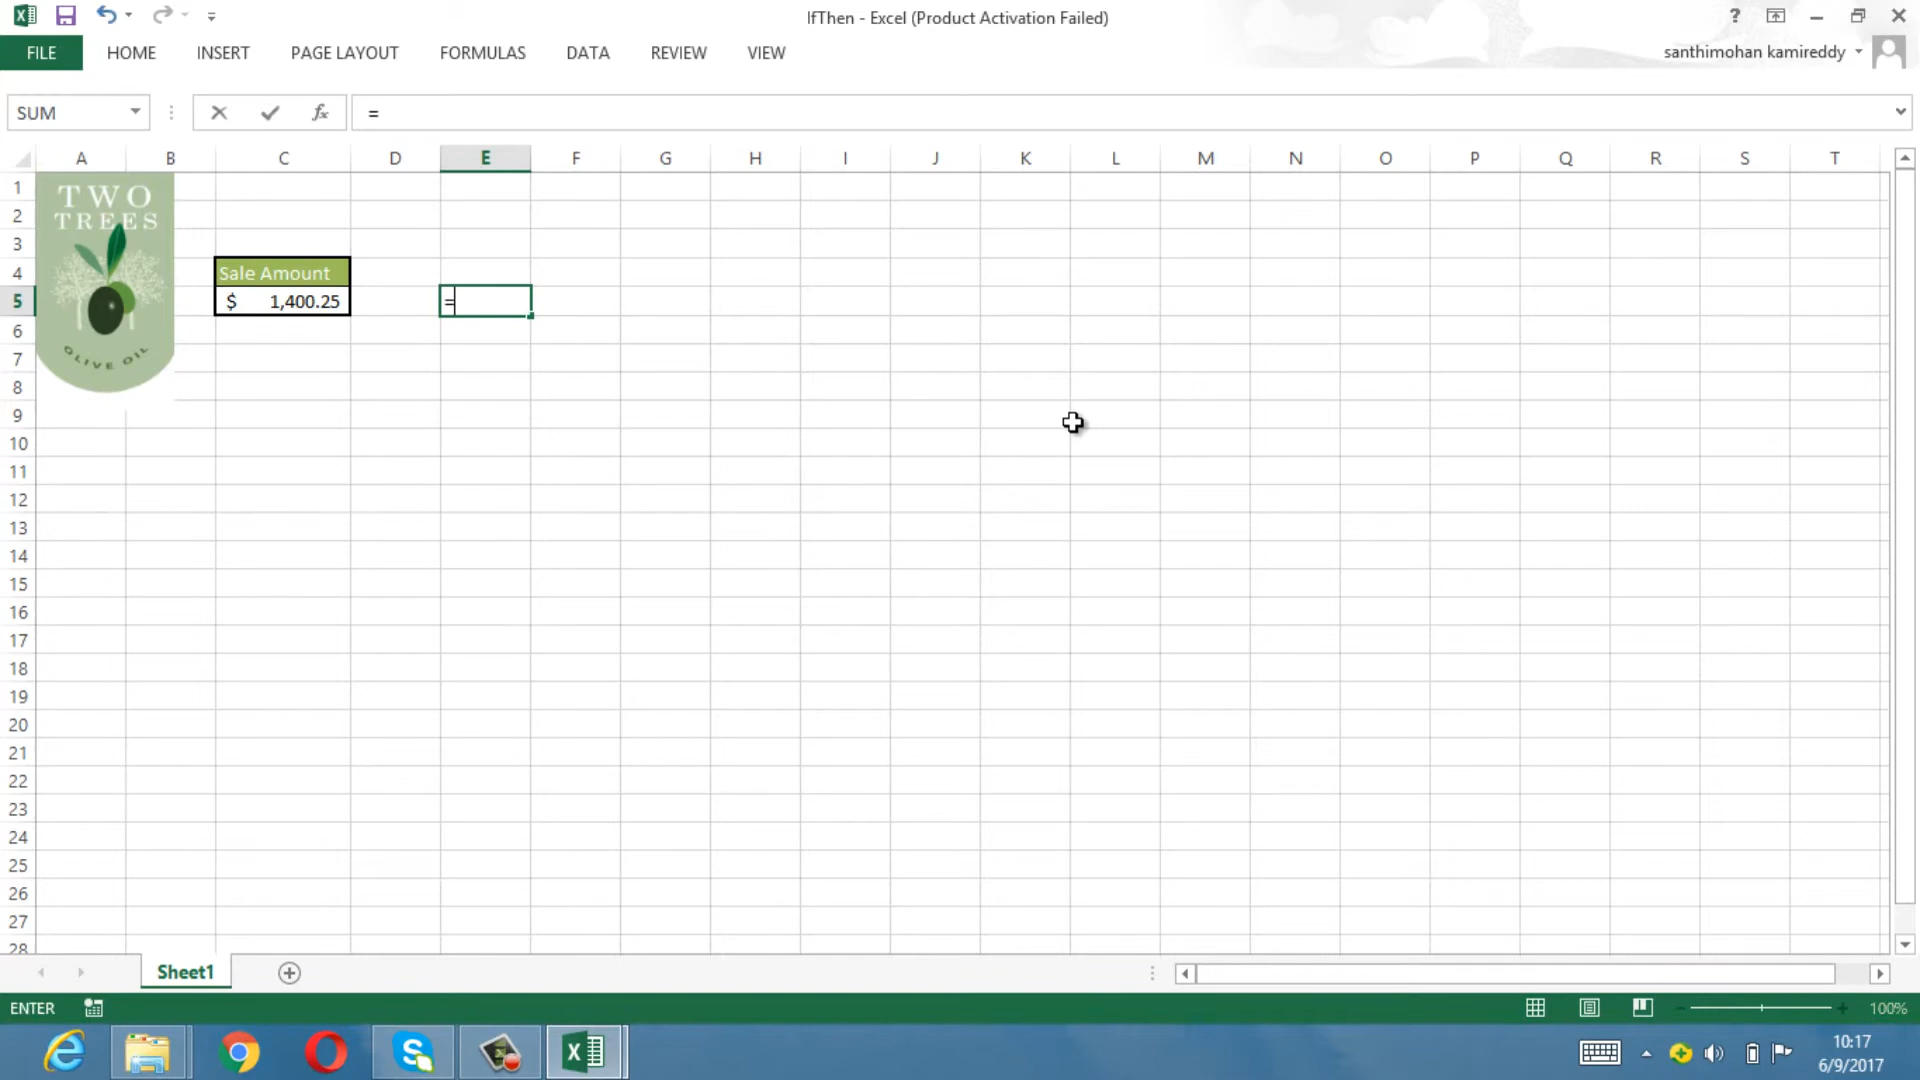 IfThen - Excel (Product Activation Failed)
?
FILE HOME INSERT PAGE LAYOUT FORMULAS DATA REVIEW VIEW
santhimohan kamireddy
SUM
fx
=
A B C D E F G H I J K L M N O P Q R S T
1
2
3
4
5
6
7
8
9
10
11
12
13
14
15
16
17
18
19
20
21
22
23
24
25
26
27
28
TWO
TREES
OLIVE OIL
Sale Amount
$ 1,400.25
=
Sheet1
ENTER
100%
10:17
6/9/2017